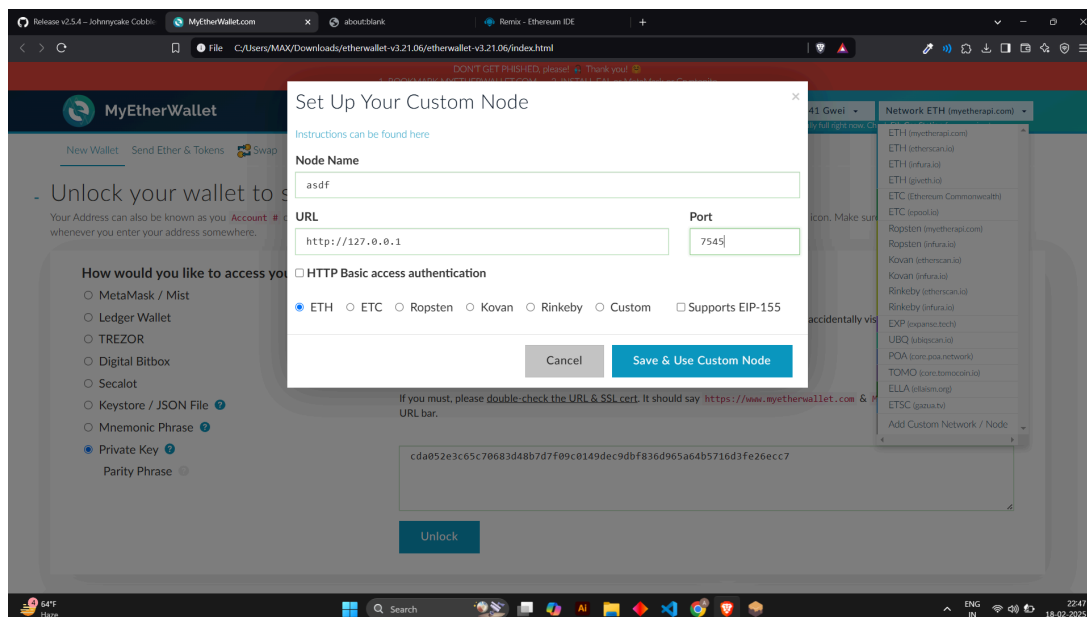 Release v2.5.4 – Johnnycake Cobble
MyEtherWallet.com
about:blank
Remix - Ethereum IDE
File C:/Users/MAX/Downloads/etherwallet-v3.21.06/etherwallet-v3.21.06/index.html
DON'T GET PHISHED, please! Thank you!
MyEtherWallet
41 Gwei
Network ETH (myetherapi.com)
New Wallet Send Ether & Tokens Swap
Unlock your wallet to s
Your Address can also be known as you Account #
icon. Make sur
whenever you enter your address somewhere.
Set Up Your Custom Node
×
Instructions can be found here
Node Name
asdf
URL
Port
http://127.0.0.1
7545
HTTP Basic access authentication
ETH
ETC
Ropsten
Kovan
Rinkeby
Custom
Supports EIP-155
Cancel
Save & Use Custom Node
ETH (myetherapi.com)
ETH (etherscan.io)
ETH (infura.io)
ETH (giveth.io)
ETC (Ethereum Commonwealth)
ETC (epool.io)
Ropsten (myetherapi.com)
Ropsten (infura.io)
Kovan (etherscan.io)
Kovan (infura.io)
Rinkeby (etherscan.io)
Rinkeby (infura.io)
EXP (expanse.tech)
UBQ (ubiqscan.io)
POA (core.poa.network)
TOMO (core.tomocoin.io)
ELLA (ellaism.org)
ETSC (gazua.tv)
Add Custom Network / Node
How would you like to access you
MetaMask / Mist
Ledger Wallet
TREZOR
Digital Bitbox
Secalot
Keystore / JSON File
Mnemonic Phrase
Private Key
Parity Phrase
accidentally vis
If you must, please double-check the URL & SSL cert. It should say https://www.myetherwallet.com & M
URL bar.
cda052e3c65c70683d48b7d7f09c0149dec9dbf836d965a64b5716d3fe26ecc7
Unlock
4
64°F
Haze
Search
ENG
IN
22:47
18-02-2025